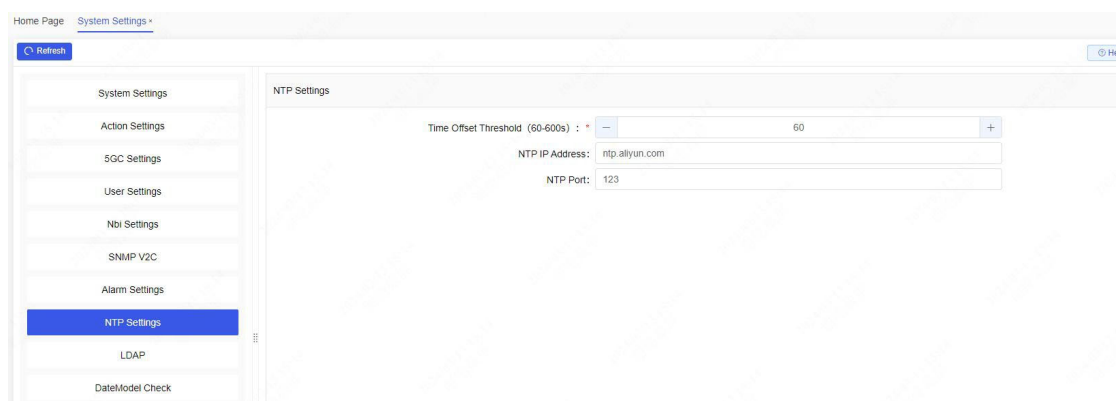 Home Page System Settings ×
Refresh
System Settings
Action Settings
5GC Settings
User Settings
Nbi Settings
SNMP V2C
Alarm Settings
NTP Settings
LDAP
DateModel Check
NTP Settings
Time Offset Threshold（60-600s）: * − 60 +
NTP IP Address: ntp.aliyun.com
NTP Port: 123